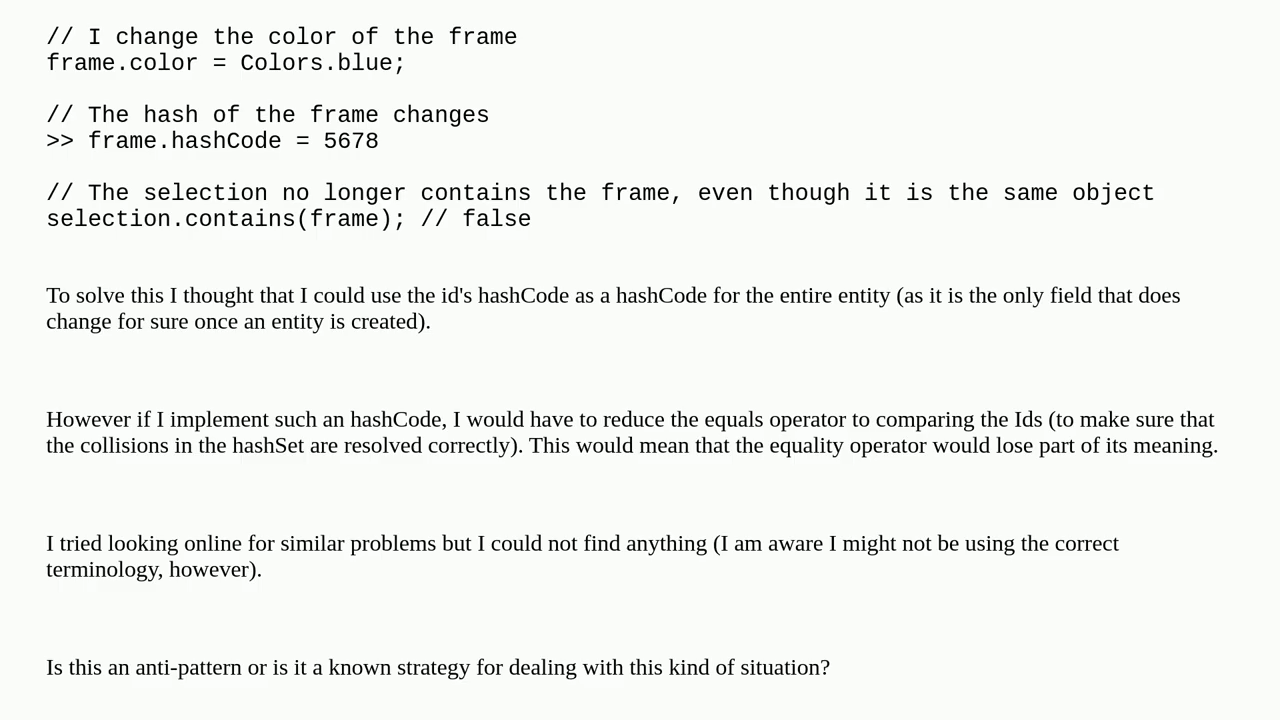 // I change the color of the frame
frame.color = Colors.blue;
// The hash of the frame changes
>> frame.hashCode = 5678
// The selection no longer contains the frame, even though it is the same object
selection.contains(frame); // false
To solve this I thought that I could use the id's hashCode as a hashCode for the entire entity (as it is the only field that does
change for sure once an entity is created).
However if I implement such an hashCode, I would have to reduce the equals operator to comparing the Ids (to make sure that
the collisions in the hashSet are resolved correctly). This would mean that the equality operator would lose part of its meaning.
I tried looking online for similar problems but I could not find anything (I am aware I might not be using the correct
terminology, however).
Is this an anti-pattern or is it a known strategy for dealing with this kind of situation?